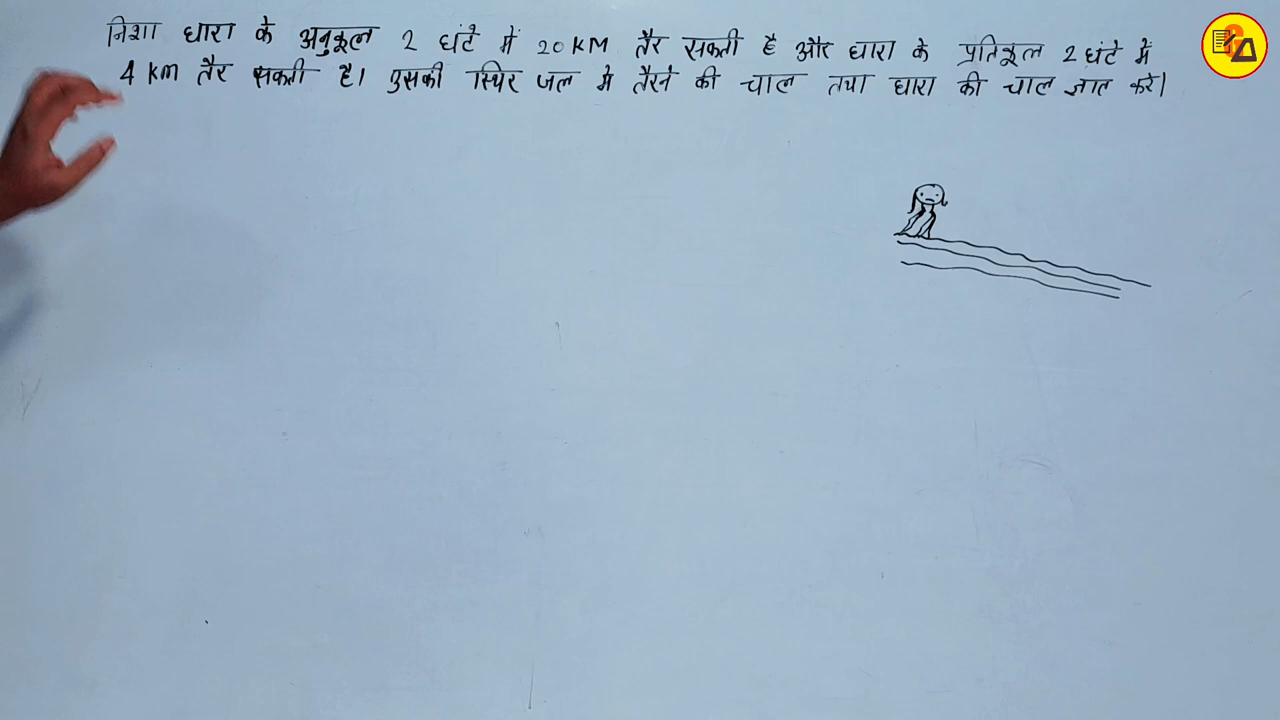 निशा धारा के अनुकूल 2 घंटे में 20 KM तैर सकती है और धारा के प्रतिकूल 2 घंटे में
4 KM तैर सकती है। उसकी स्थिर जल मे तैरने की चाल तथा धारा की चाल ज्ञात करे।